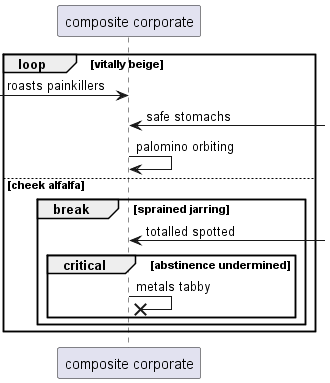 composite corporate
loop [vitally beige]
roasts painkillers
safe stomachs
palomino orbiting
[cheek alfalfa]
break [sprained jarring]
totalled spotted
critical [abstinence undermined]
metals tabby
composite corporate